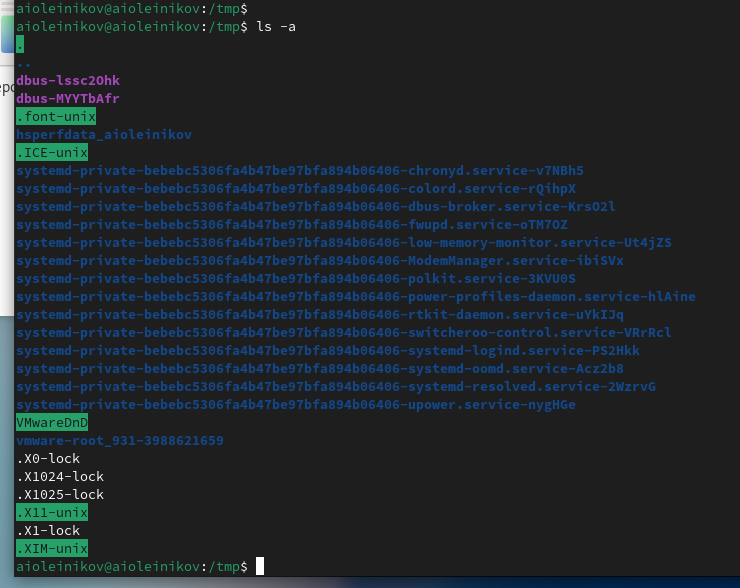 aioleinikov@aioleinikov:/tmp$
aioleinikov@aioleinikov:/tmp$ ls -a
.
..
dbus-lssc2Ohk
dbus-MYYTbAfr
.font-unix
hsperfdata_aioleinikov
.ICE-unix
systemd-private-bebebc5306fa4b47be97bfa894b06406-chronyd.service-v7NBh5
systemd-private-bebebc5306fa4b47be97bfa894b06406-colord.service-rQihpX
systemd-private-bebebc5306fa4b47be97bfa894b06406-dbus-broker.service-KrsO2l
systemd-private-bebebc5306fa4b47be97bfa894b06406-fwupd.service-oTM7OZ
systemd-private-bebebc5306fa4b47be97bfa894b06406-low-memory-monitor.service-Ut4jZS
systemd-private-bebebc5306fa4b47be97bfa894b06406-ModemManager.service-ibiSVx
systemd-private-bebebc5306fa4b47be97bfa894b06406-polkit.service-3KVU0S
systemd-private-bebebc5306fa4b47be97bfa894b06406-power-profiles-daemon.service-hlAine
systemd-private-bebebc5306fa4b47be97bfa894b06406-rtkit-daemon.service-uYkIJq
systemd-private-bebebc5306fa4b47be97bfa894b06406-switcheroo-control.service-VRrRcl
systemd-private-bebebc5306fa4b47be97bfa894b06406-systemd-logind.service-PS2Hkk
systemd-private-bebebc5306fa4b47be97bfa894b06406-systemd-oomd.service-Acz2b8
systemd-private-bebebc5306fa4b47be97bfa894b06406-systemd-resolved.service-2WzrvG
systemd-private-bebebc5306fa4b47be97bfa894b06406-upower.service-nygHGe
VMwareDnD
vmware-root_931-3988621659
.X0-lock
.X1024-lock
.X1025-lock
.X11-unix
.X1-lock
.XIM-unix
aioleinikov@aioleinikov:/tmp$